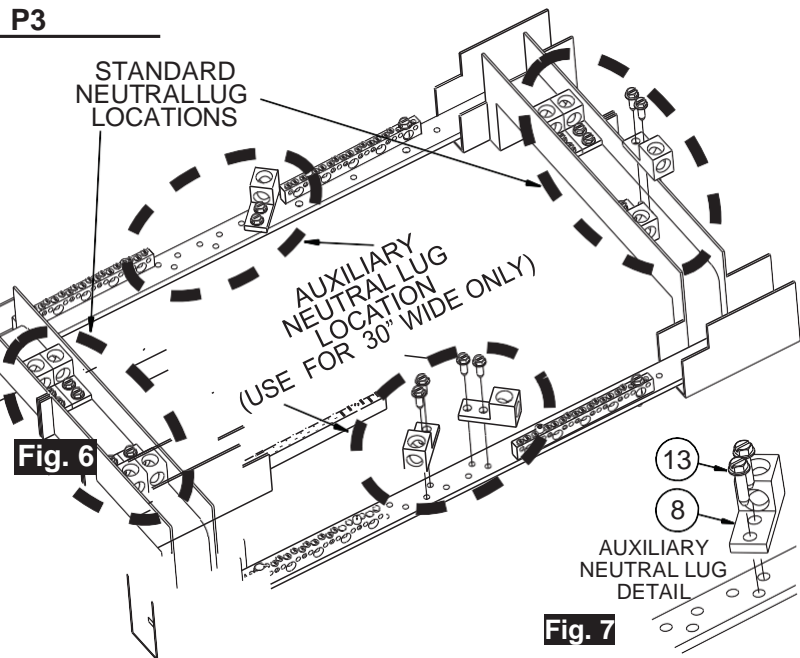 P3
STANDARD
NEUTRALLUG
LOCATIONS
AUXILIARY
NEUTRAL LUG
LOCATION
(USE FOR 30" WIDE ONLY)
Fig. 6
13
8
AUXILIARY
NEUTRAL LUG
DETAIL
Fig. 7